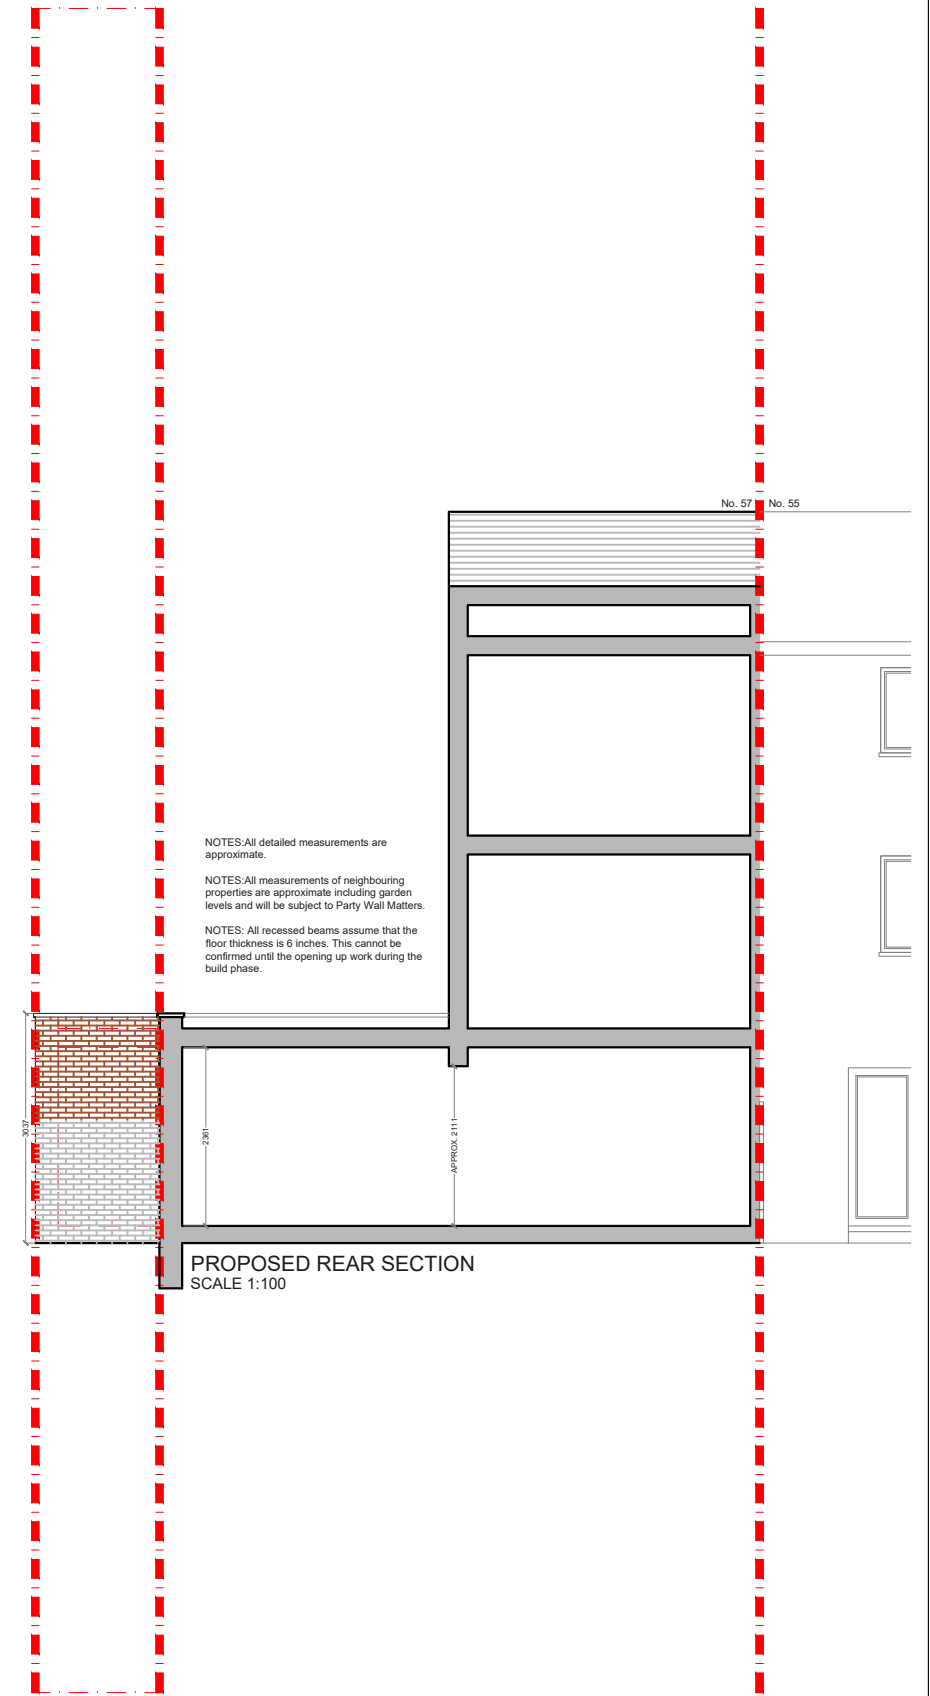 No. 57
No. 55
NOTES:All detailed measurements are
approximate.
NOTES:All measurements of neighbouring
properties are approximate including garden
levels and will be subject to Party Wall Matters.
NOTES: All recessed beams assume that the
floor thickness is 6 inches. This cannot be
confirmed until the opening up work during the
build phase.
3037
2361
APPROX. 2111
PROPOSED REAR SECTION
SCALE 1:100